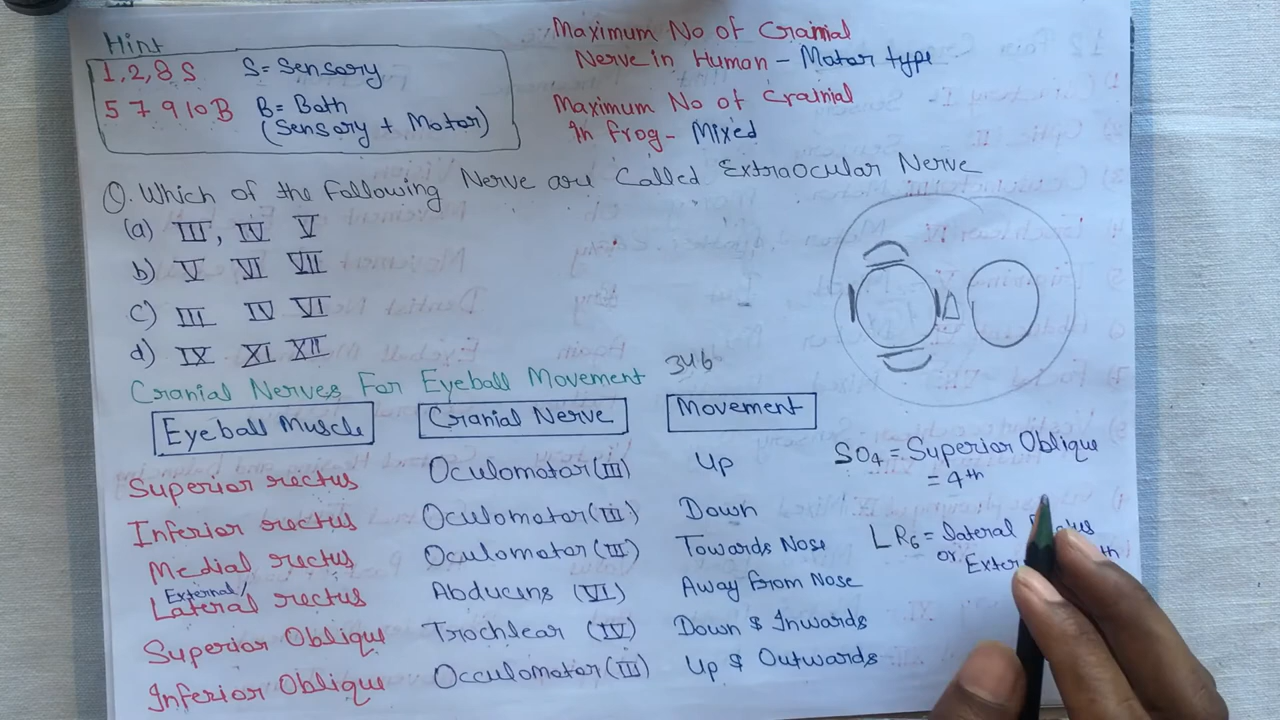 Hint
1,2,8 S S = Sensory
5 7 9 10 B B = Both
(Sensory + Motor)
Maximum No of Cranial
Nerve in Human - Motor type
Maximum No of Crainial
In Frog - Mixed
Q. Which of the Following Nerve are Called Extraocular Nerve
(a) III, IV V
b) V VI VII
c) III IV VI
d) IX XI XII
Cranial Nerves For Eyeball Movement 346
Eyeball Muscle Cranial Nerve Movement
Superior rectus Oculomotor (III) Up
Inferior rectus Oculomotor (III) Down
Medial rectus Oculomotor (III) Towards Nose
External/
Lateral rectus Abducins (VI) Away From Nose
Superior Oblique Trochlear (IV) Down & Inwards
Inferior Oblique Occulomotor (III) Up & Outwards
SO4 = Superior Oblique
= 4th
LR6 = lateral
or